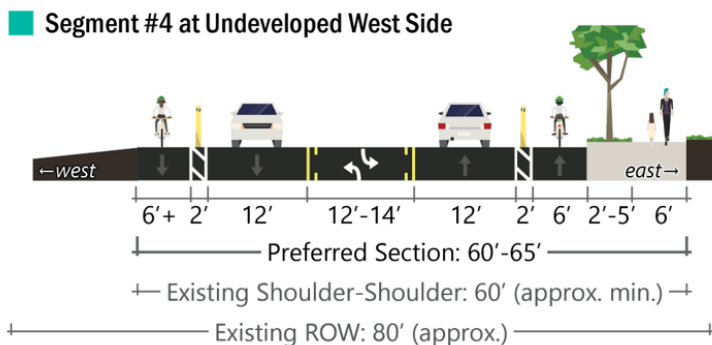 Segment #4 at Undeveloped West Side
←west
east→
6′+ 2′ 12′ 12′-14′ 12′ 2′ 6′ 2′-5′ 6′
Preferred Section: 60′-65′
Existing Shoulder-Shoulder: 60′ (approx. min.)
Existing ROW: 80′ (approx.)